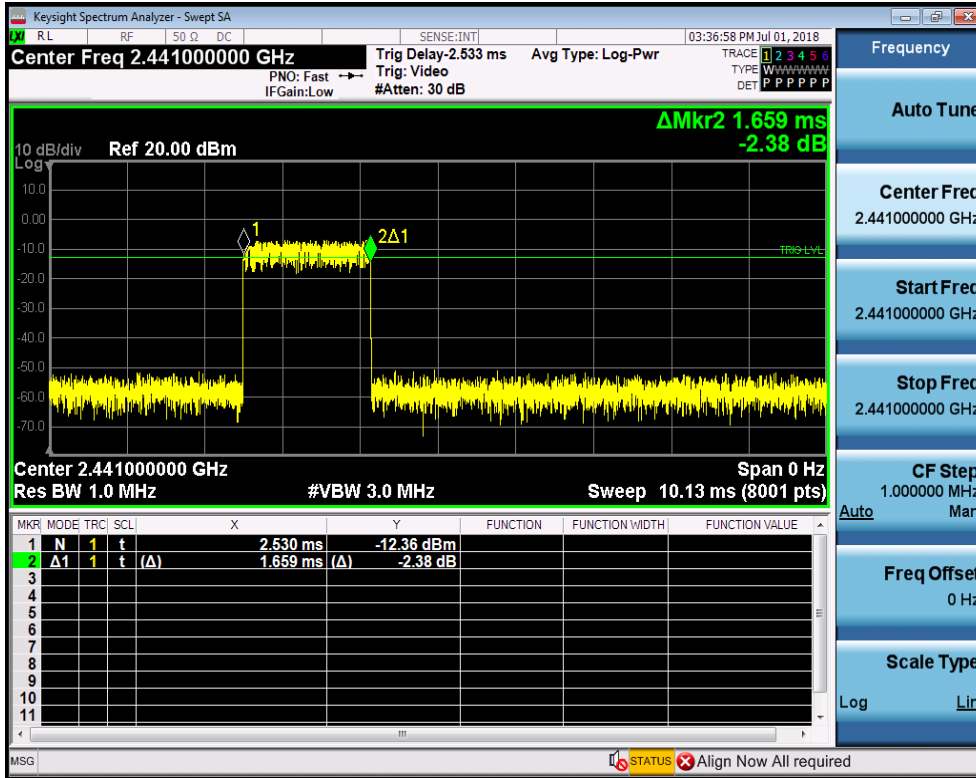 Keysight Spectrum Analyzer - Swept SA
LXI RL RF 50 Ω DC SENSE:INT 03:36:58 PM Jul 01, 2018
Center Freq 2.441000000 GHz
PNO: Fast
IFGain:Low
Trig Delay-2.533 ms
Trig: Video
#Atten: 30 dB
Avg Type: Log-Pwr
TRACE 1 2 3 4 5 6
TYPE WWWWWW
DET P P P P P P
ΔMkr2 1.659 ms
-2.38 dB
10 dB/div Ref 20.00 dBm
Log
10.0
0.00
-10.0
-20.0
-30.0
-40.0
-50.0
-60.0
-70.0
1
2Δ1
TRIG LVL
Center 2.441000000 GHz Span 0 Hz
Res BW 1.0 MHz #VBW 3.0 MHz Sweep 10.13 ms (8001 pts)
MKR MODE TRC SCL X Y FUNCTION FUNCTION WIDTH FUNCTION VALUE
1 N 1 t 2.530 ms -12.36 dBm
2 Δ1 1 t (Δ) 1.659 ms (Δ) -2.38 dB
3
4
5
6
7
8
9
10
11
MSG STATUS Align Now All required
Frequency
Auto Tune
Center Freq
2.441000000 GHz
Start Freq
2.441000000 GHz
Stop Freq
2.441000000 GHz
CF Step
1.000000 MHz
Auto Man
Freq Offset
0 Hz
Scale Type
Log Lin